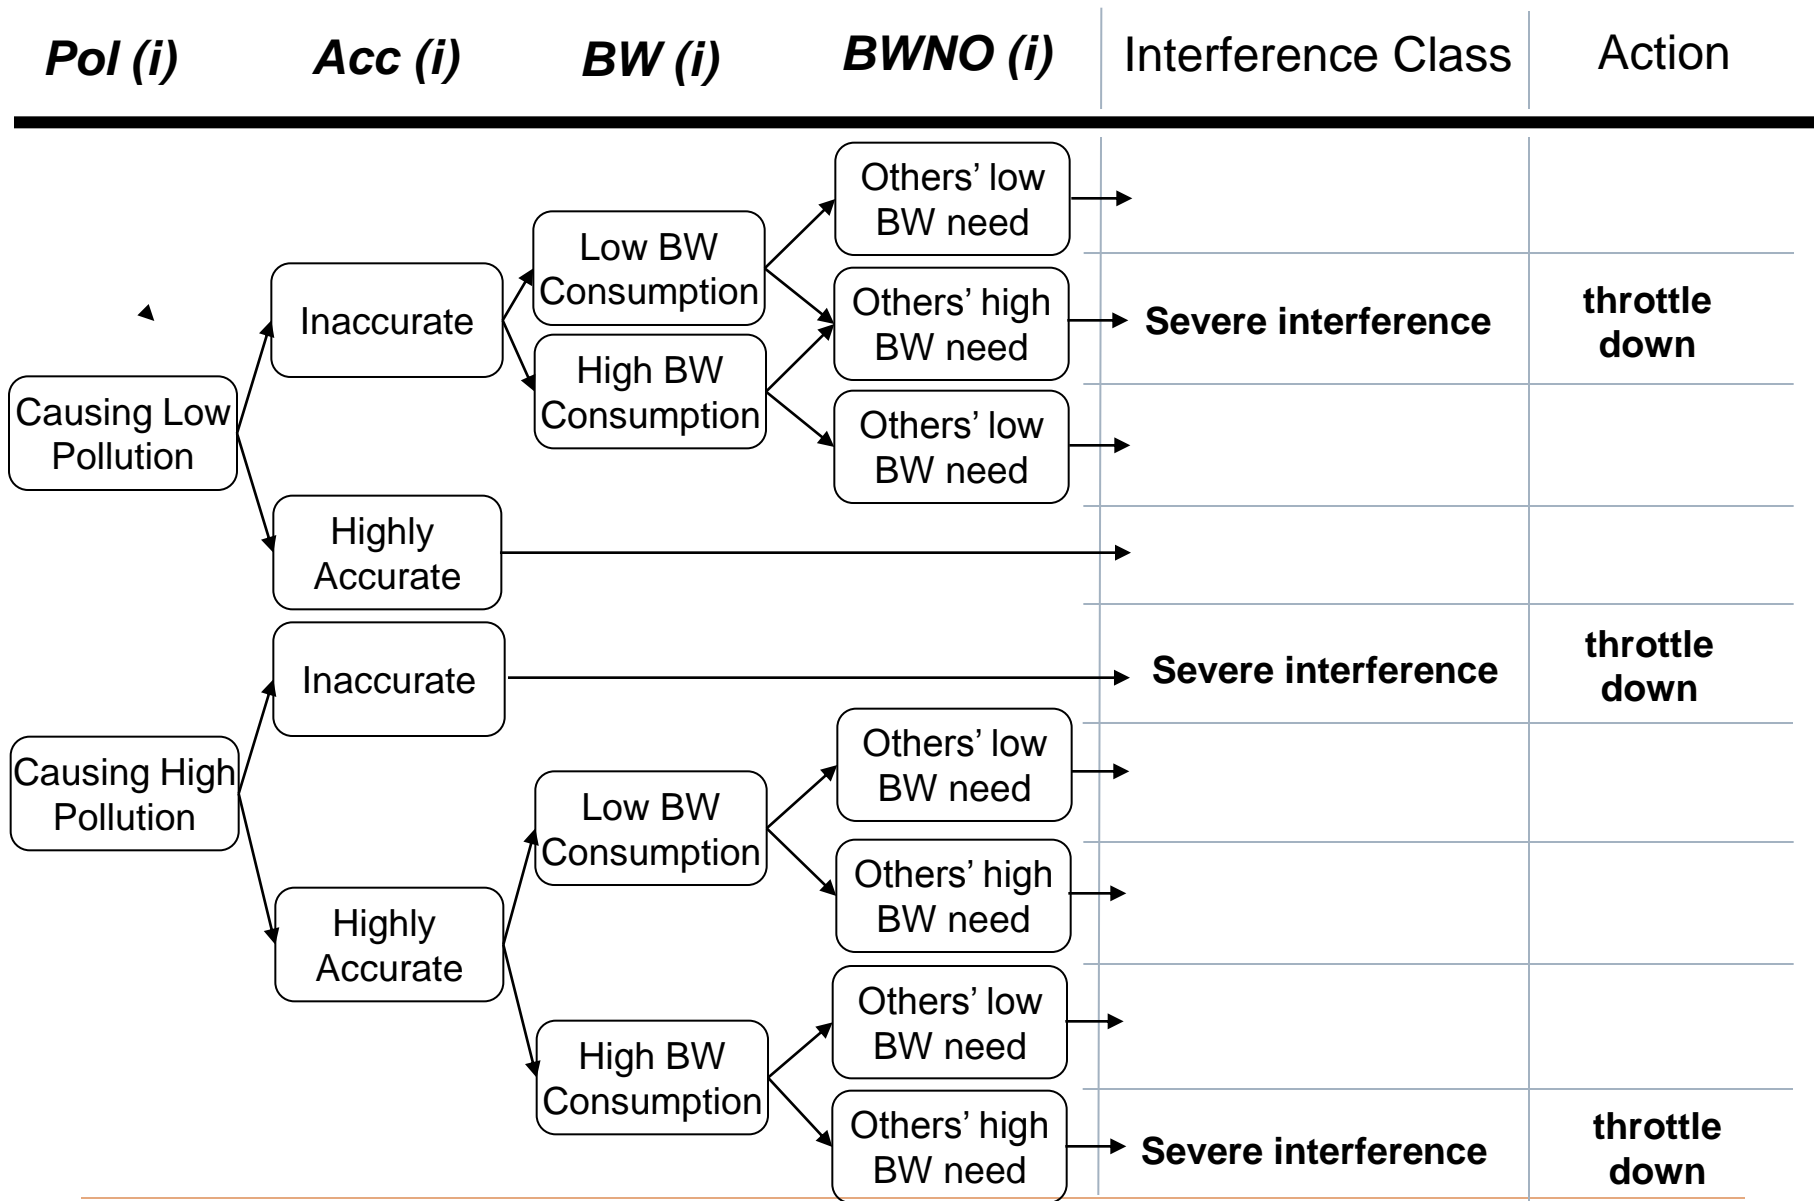 Pol (i)
Acc (i)
BW (i)
BWNO (i)
Interference Class
Action
Others’ low
BW need
Low BW
Consumption
Inaccurate
Others’ high
BW need
Severe interference
throttle
down
High BW
Consumption
Causing Low
Pollution
Others’ low
BW need
Highly
Accurate
Inaccurate
Severe interference
throttle
down
Causing High
Pollution
Others’ low
BW need
Low BW
Consumption
Others’ high
BW need
Highly
Accurate
Others’ low
BW need
High BW
Consumption
Others’ high
BW need
Severe interference
throttle
down